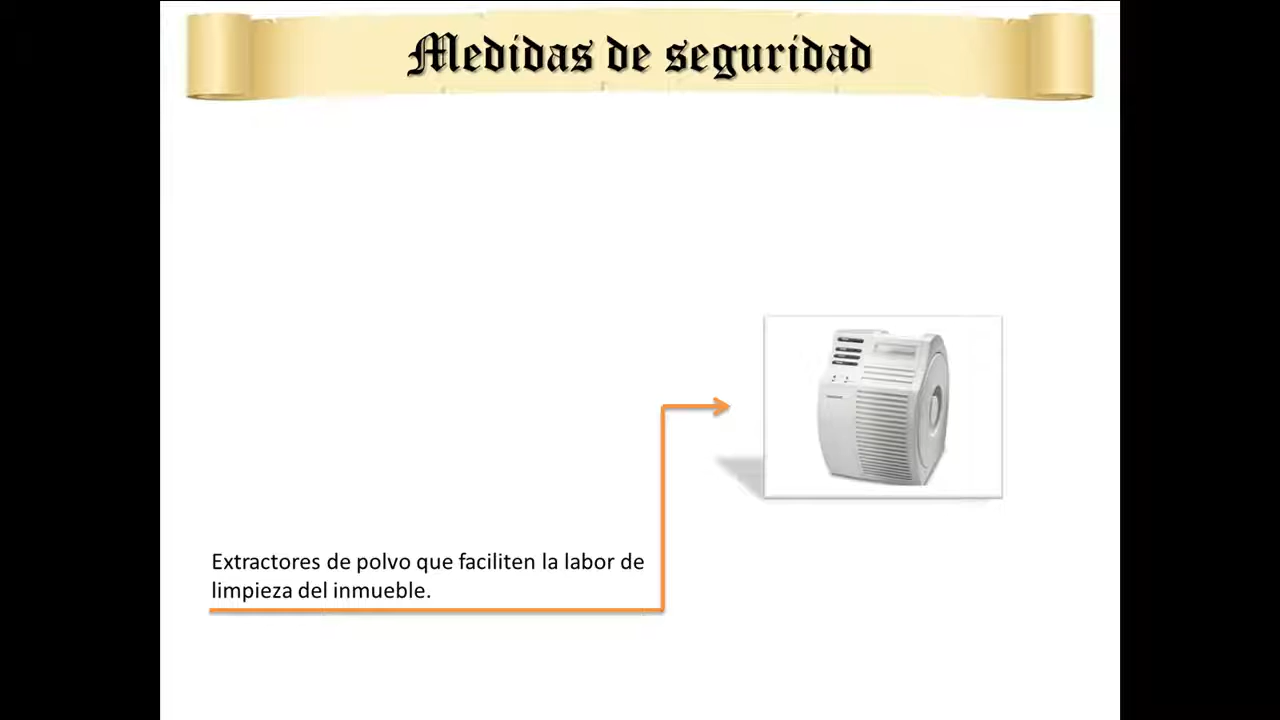 Medidas de seguridad
Extractores de polvo que faciliten la labor de
limpieza del inmueble.